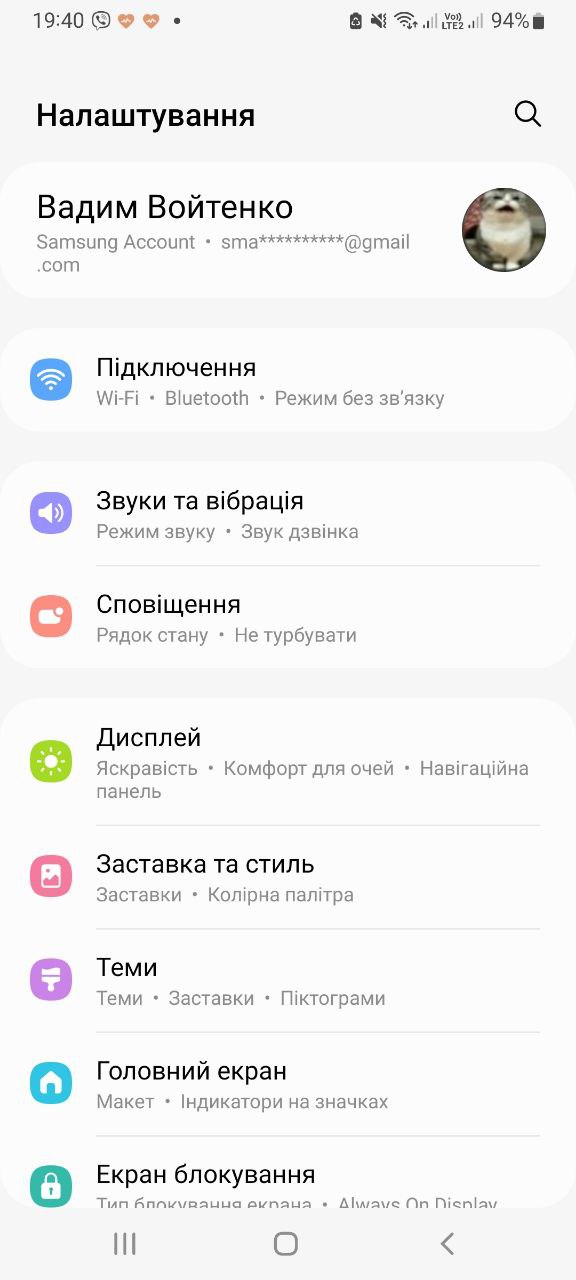 19:40
Vo)) LTE2 94%
Налаштування
Вадим Войтенко
Samsung Account • sma**********@gmail
.com
Підключення
Wi-Fi • Bluetooth • Режим без зв’язку
Звуки та вібрація
Режим звуку • Звук дзвінка
Сповіщення
Рядок стану • Не турбувати
Дисплей
Яскравість • Комфорт для очей • Навігаційна
панель
Заставка та стиль
Заставки • Колірна палітра
Теми
Теми • Заставки • Піктограми
Головний екран
Макет • Індикатори на значках
Екран блокування
Тип блокування екрана • Always On Display